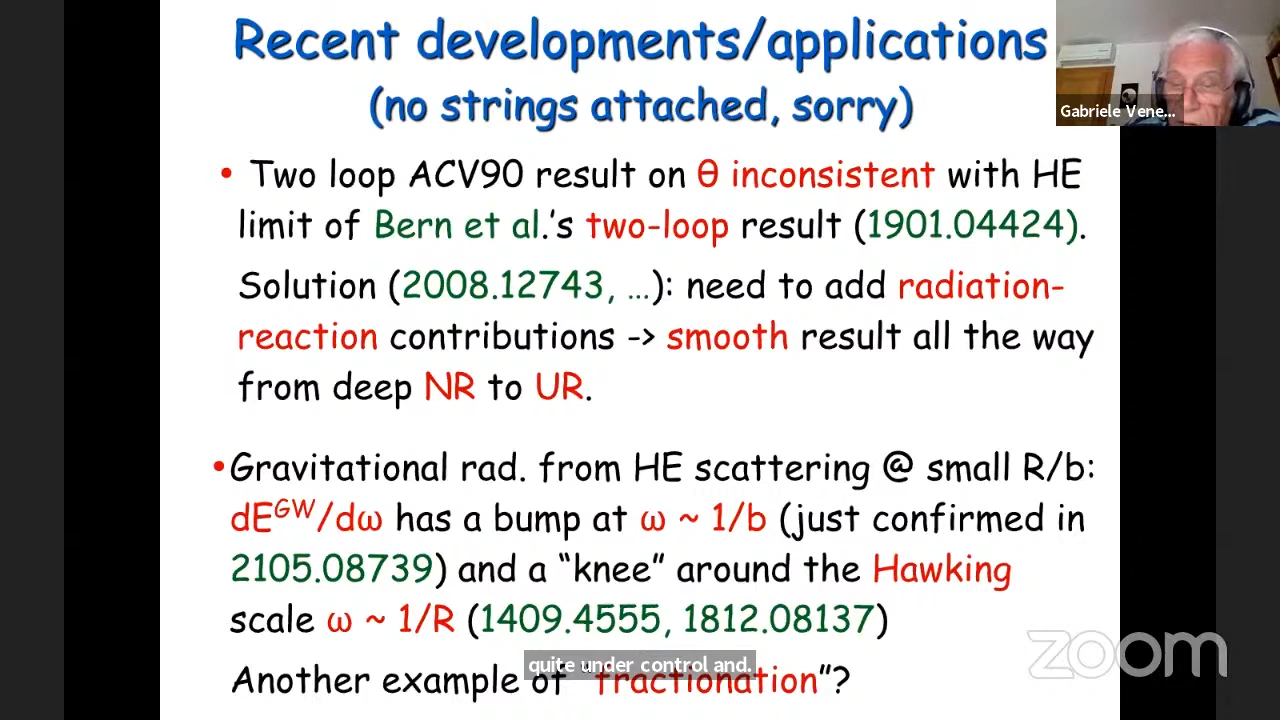 Recent developments/applications
(no strings attached, sorry)
Gabriele Vene...
• Two loop ACV90 result on θ inconsistent with HE
limit of Bern et al.'s two-loop result (1901.04424).
Solution (2008.12743, …): need to add radiation-
reaction contributions -> smooth result all the way
from deep NR to UR.
•Gravitational rad. from HE scattering @ small R/b:
dEᴳᵂ/dω has a bump at ω ~ 1/b (just confirmed in
2105.08739) and a “knee” around the Hawking
scale ω ~ 1/R (1409.4555, 1812.08137)
zoom
quite under control and.
Another example of “fractionation”?